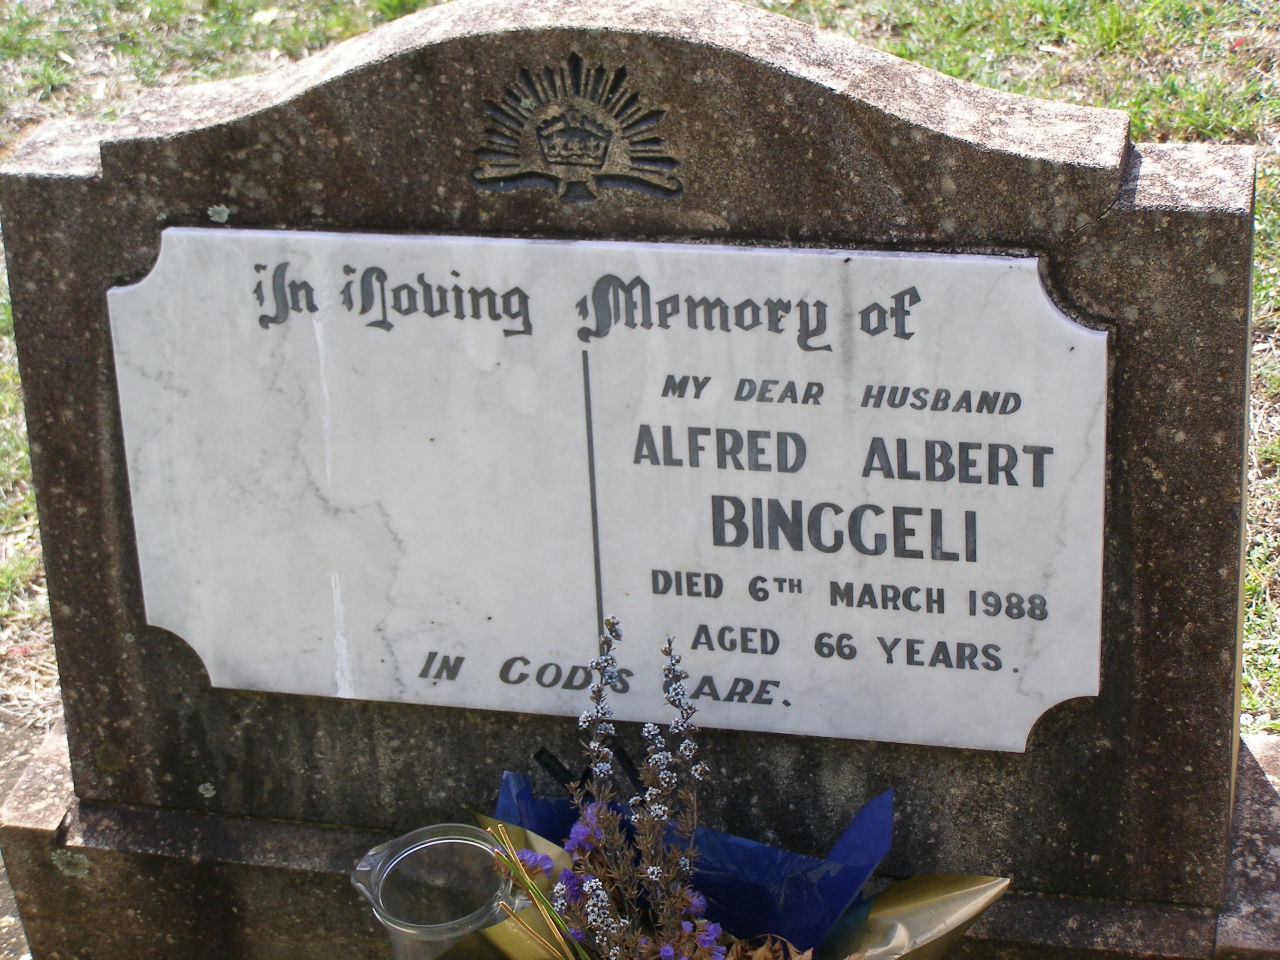 In Loving Memory of
MY DEAR HUSBAND
ALFRED ALBERT
BINGGELI
DIED 6TH MARCH 1988
AGED 66 YEARS.
IN GOD'S CARE.